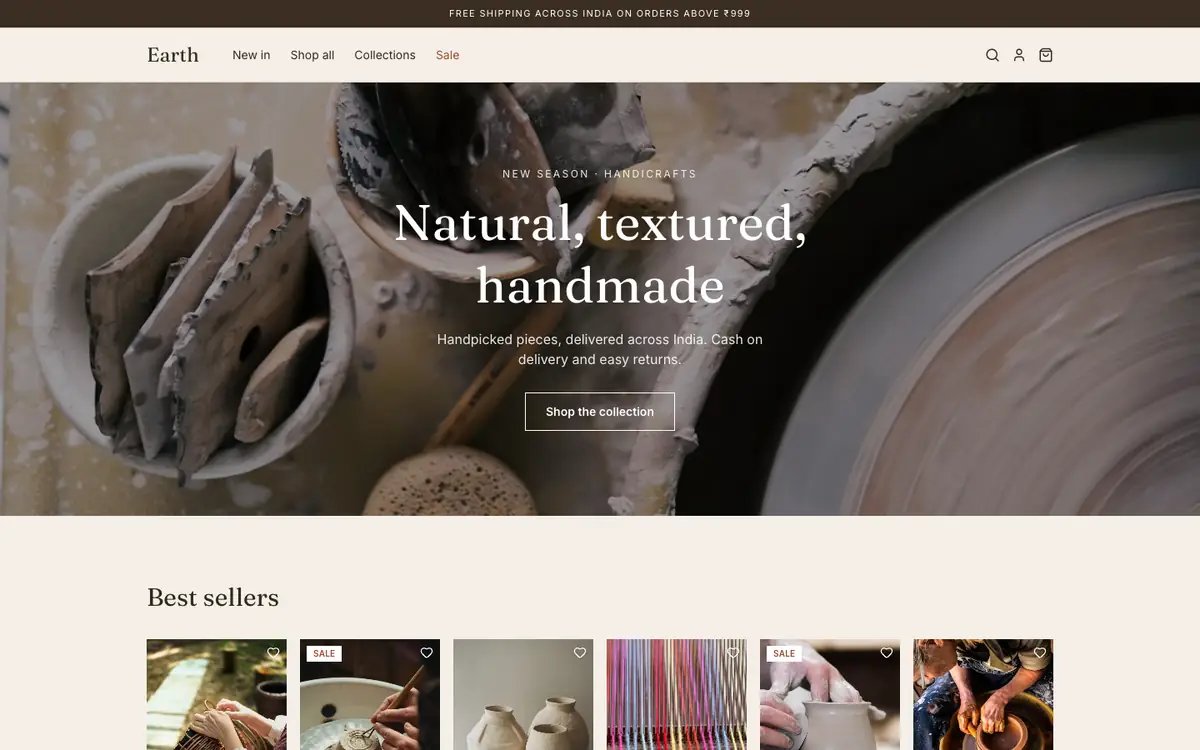 FREE SHIPPING ACROSS INDIA ON ORDERS ABOVE ₹999
Earth
New in
Shop all
Collections
Sale
NEW SEASON · HANDICRAFTS
Natural, textured,
handmade
Handpicked pieces, delivered across India. Cash on
delivery and easy returns.
Shop the collection
Best sellers
SALE
SALE